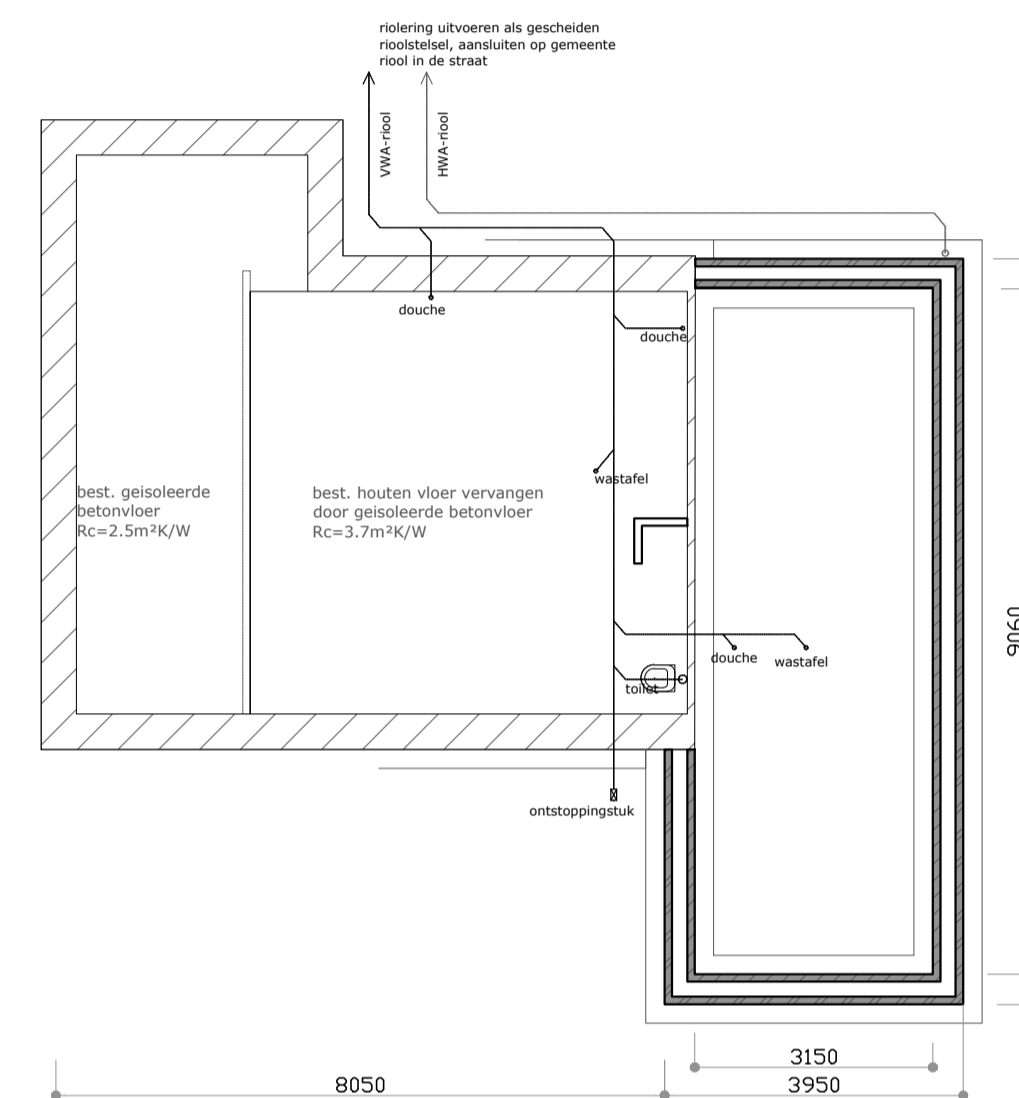 riolering uitvoeren als gescheiden
rioolstelsel, aansluiten op gemeente
riool in de straat
VWA-riool
HWA-riool
douche
douche
wastafel
best. geisoleerde
betonvloer
Rc=2.5m²K/W
best. houten vloer vervangen
door geisoleerde betonvloer
Rc=3.7m²K/W
douche
wastafel
toilet
ontstoppingstuk
3150
8050
3950